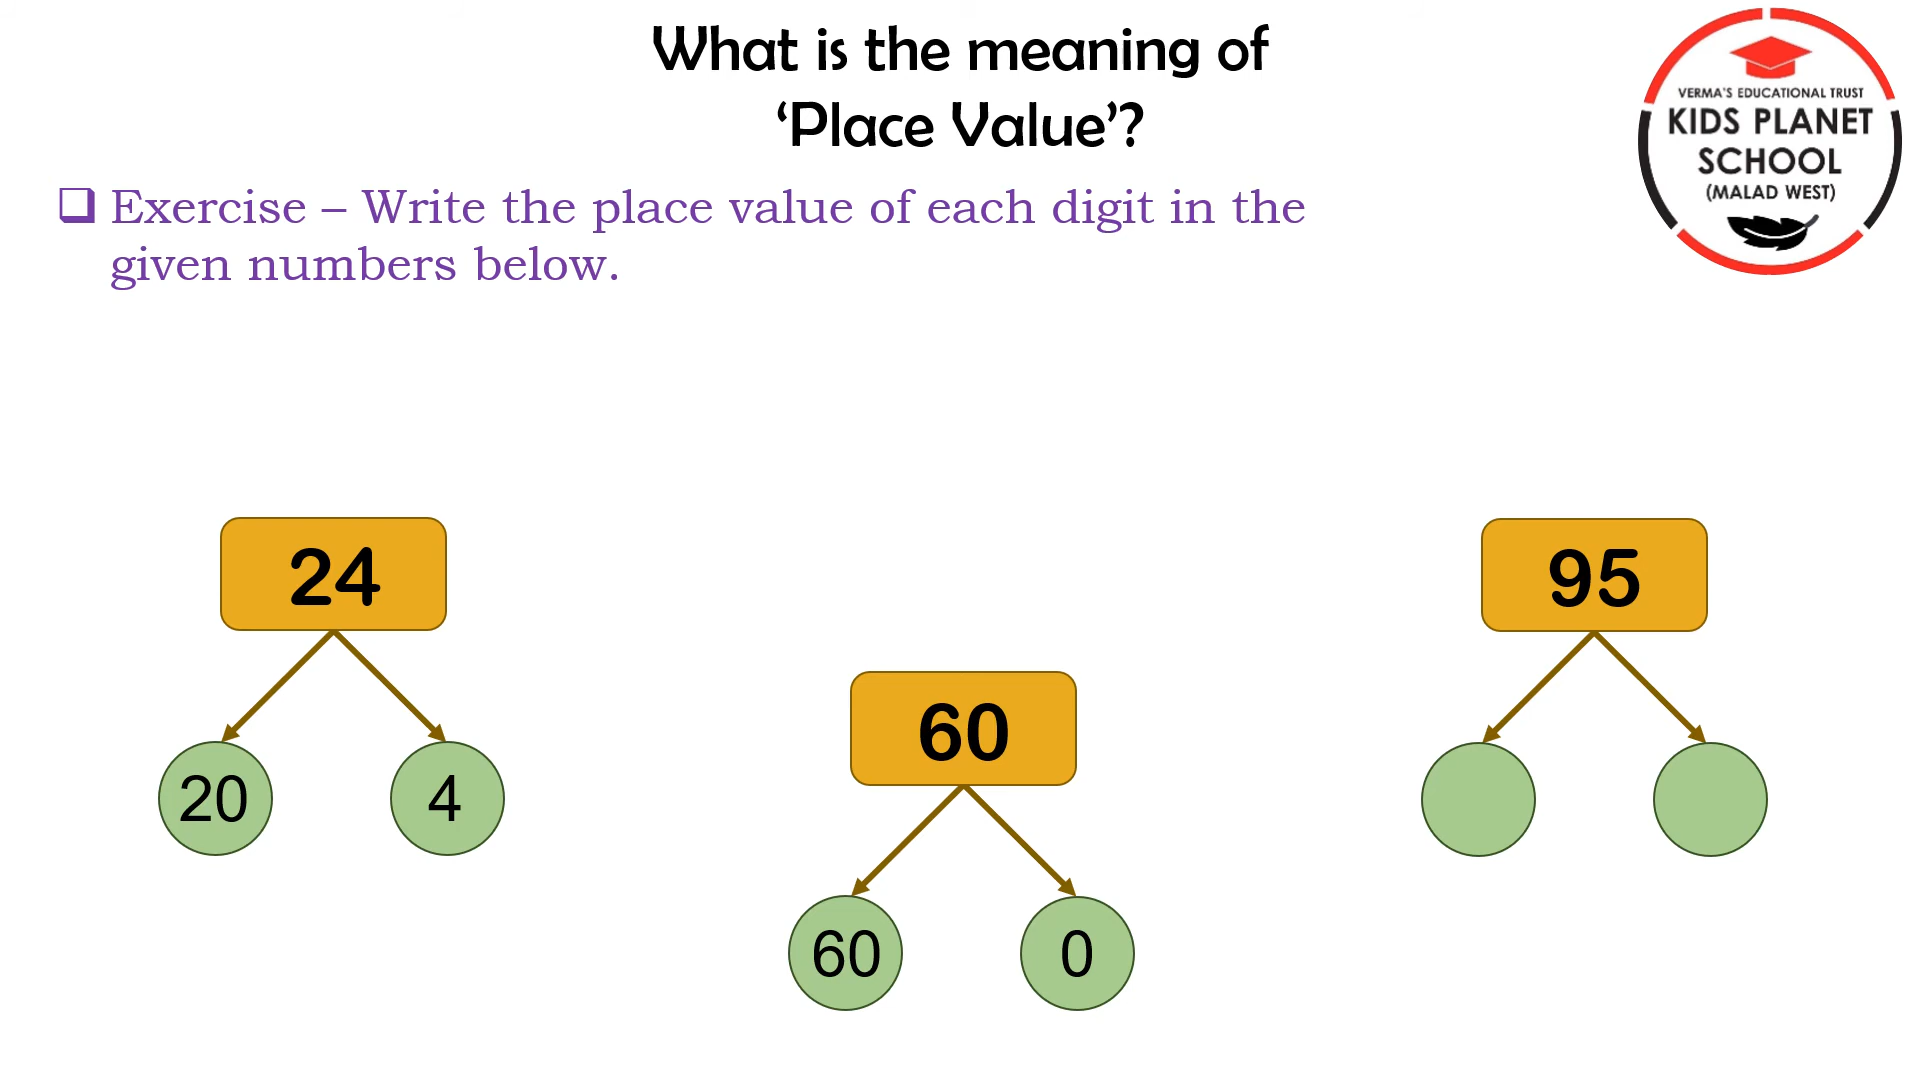 What is the meaning of
‘Place Value’?
VERMA'S EDUCATIONAL TRUST
KIDS PLANET
SCHOOL
(MALAD WEST)
❑ Exercise – Write the place value of each digit in the
given numbers below.
24
95
60
20
4
60
0